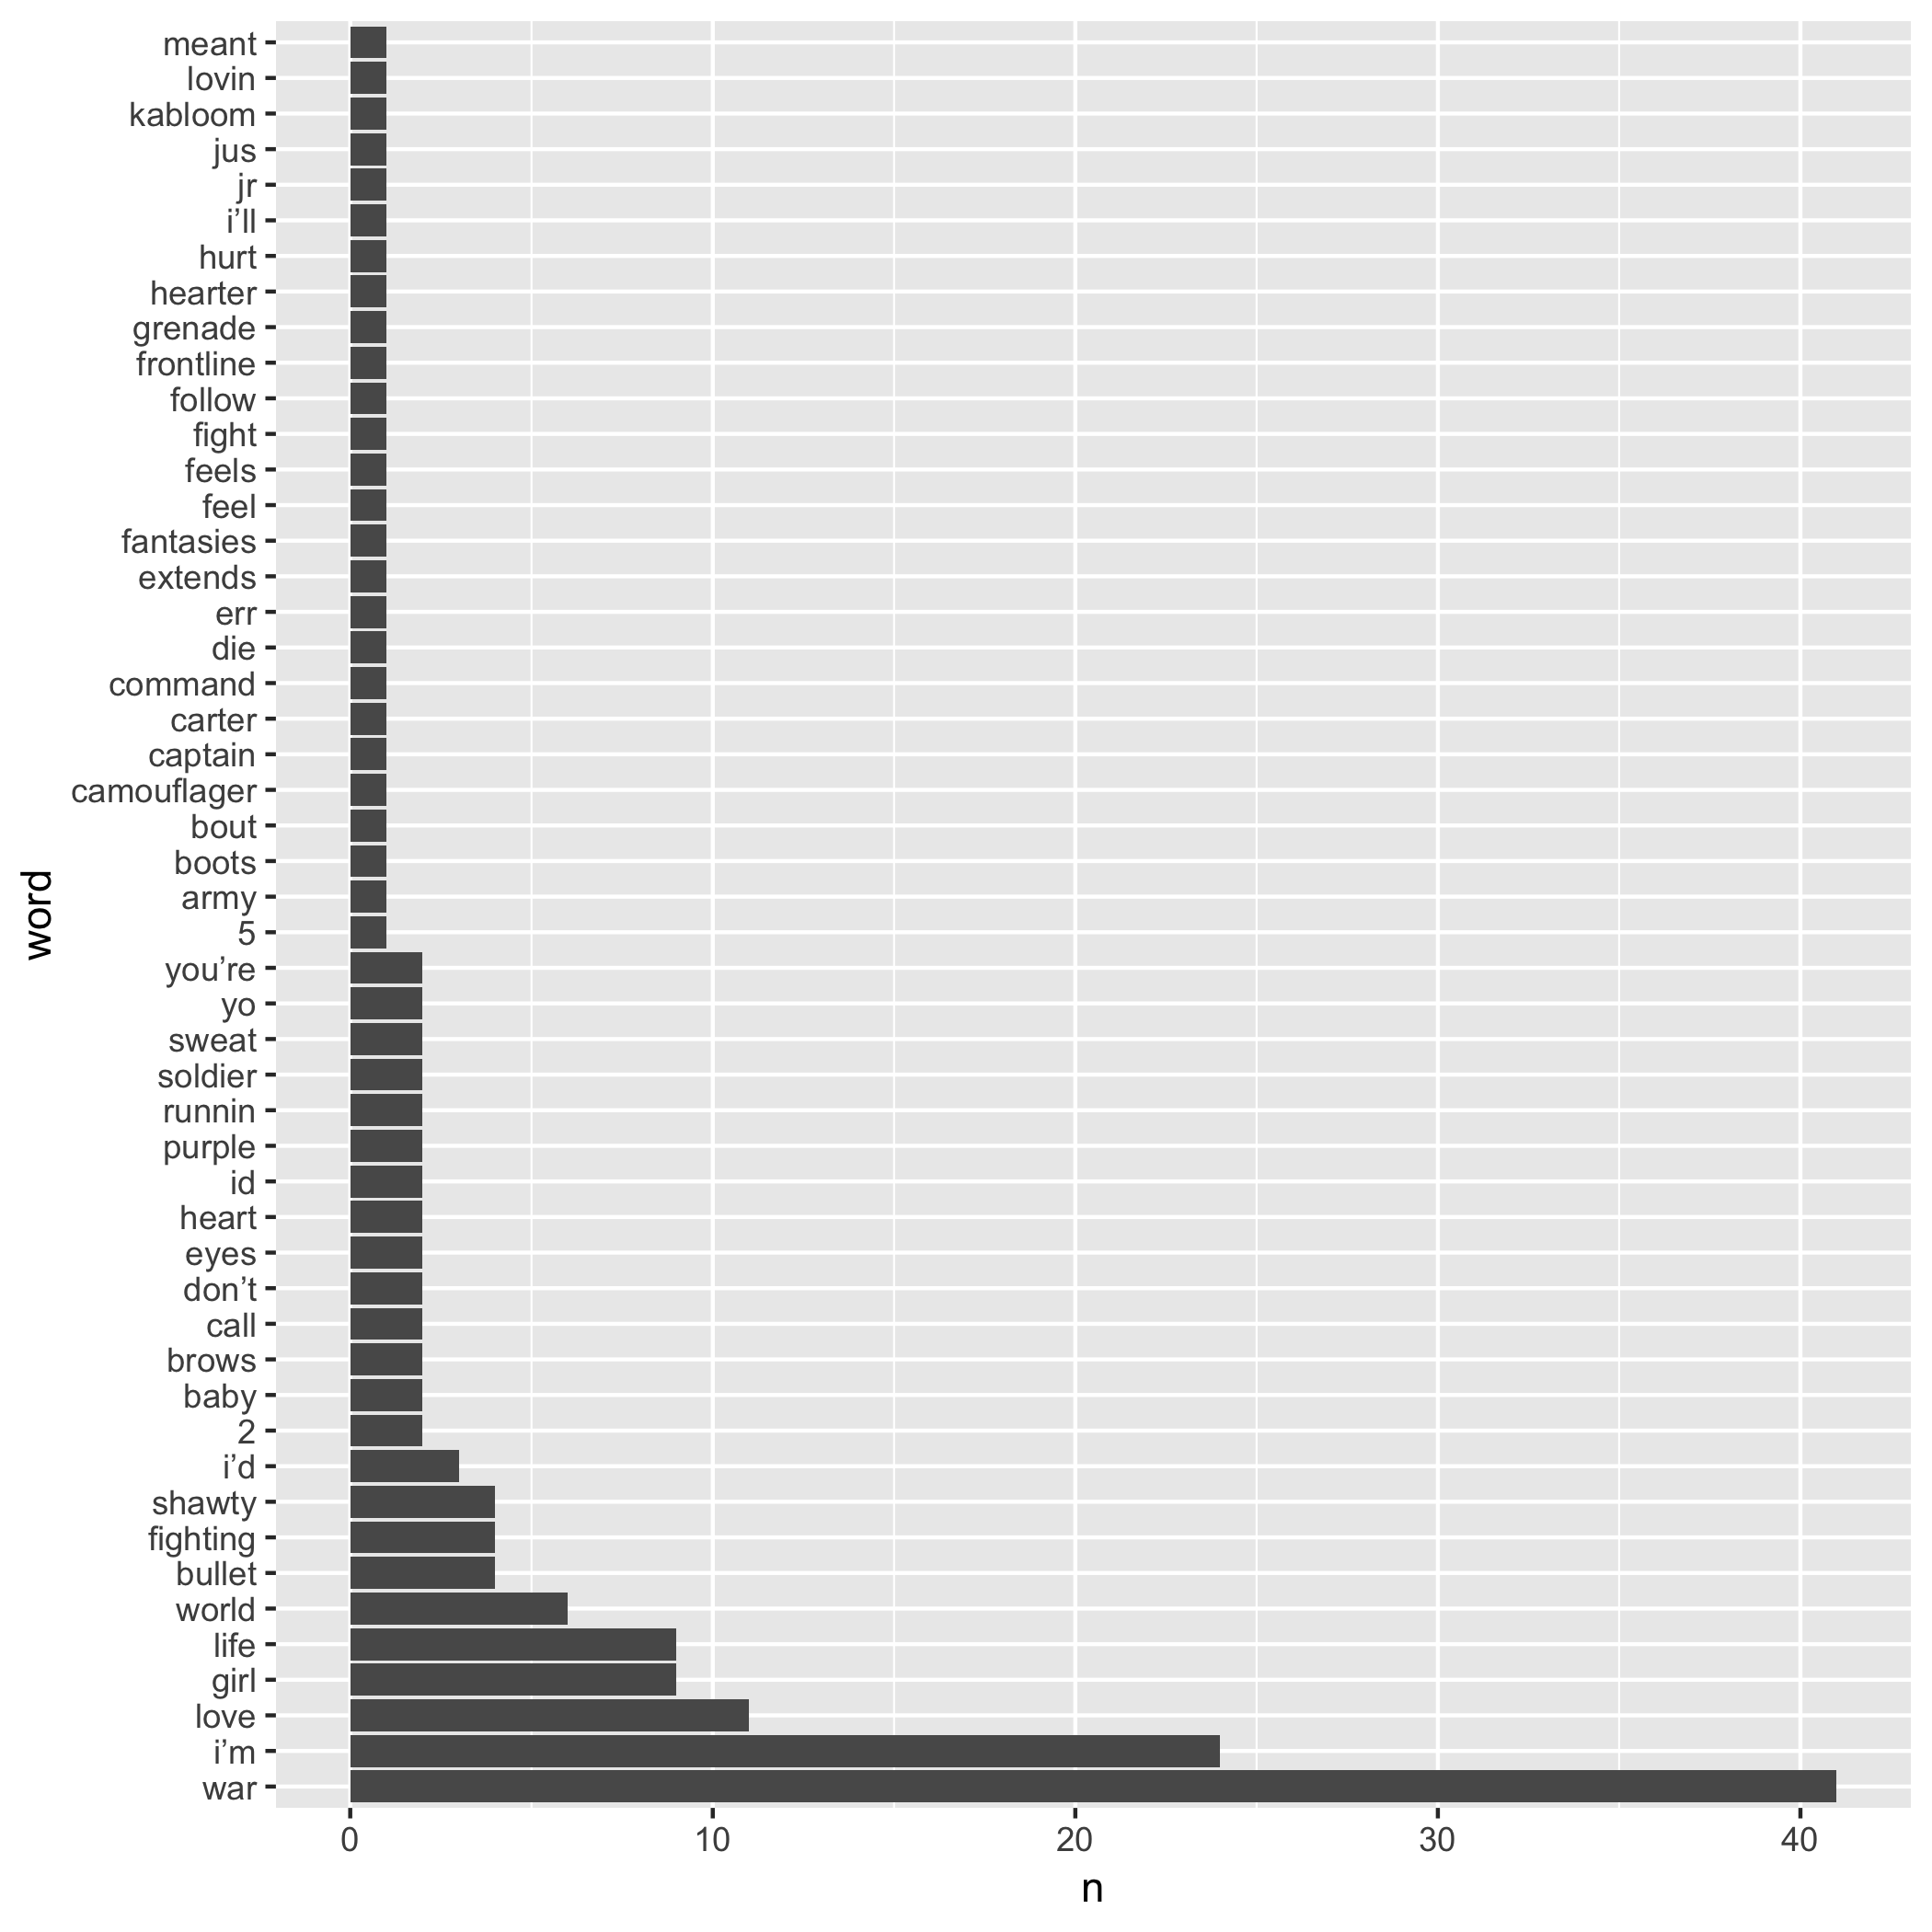 meant
lovin
kabloom
jus
jr
i’ll
hurt
hearter
grenade
frontline
follow
fight
feels
feel
fantasies
extends
err
die
command
carter
captain
camouflager
bout
boots
army
5
you’re
yo
sweat
soldier
runnin
purple
id
heart
eyes
don’t
call
brows
baby
2
i’d
shawty
fighting
bullet
world
life
girl
love
i’m
war
word
0 10 20 30 40
n